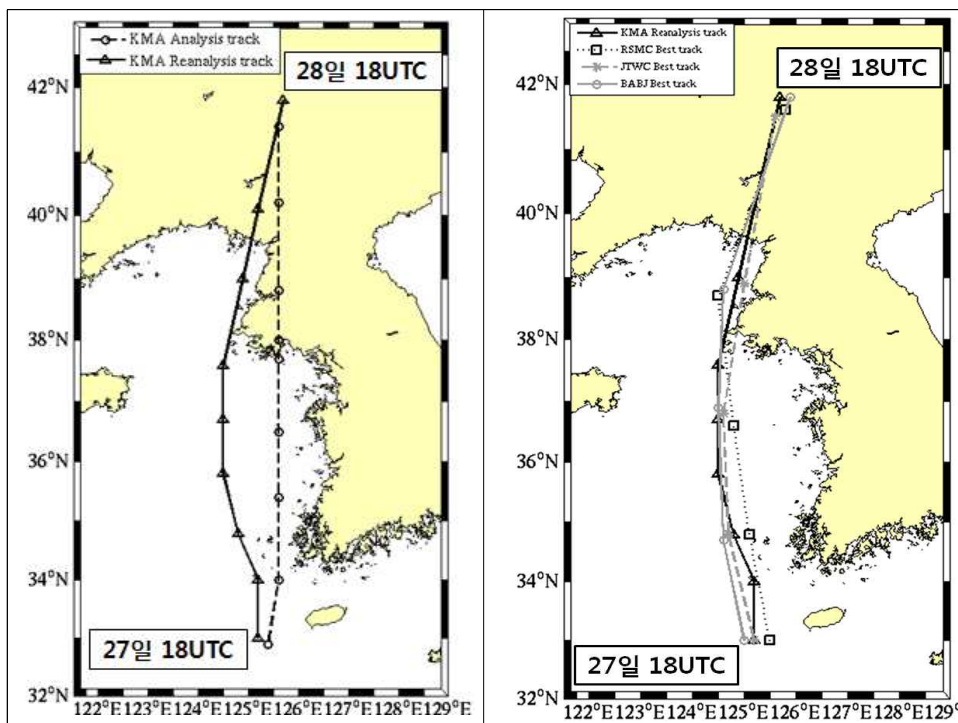 KMA Analysis track
KMA Reanalysis track
28일 18UTC
42°N
40°N
38°N
36°N
34°N
32°N
27일 18UTC
122°E 123°E 124°E 125°E 126°E 127°E 128°E 129°E
KMA Reanalysis track
RSMC Best track
JTWC Best track
BABJ Best track
28일 18UTC
42°N
40°N
38°N
36°N
34°N
32°N
27일 18UTC
122°E 123°E 124°E 125°E 126°E 127°E 128°E 129°E